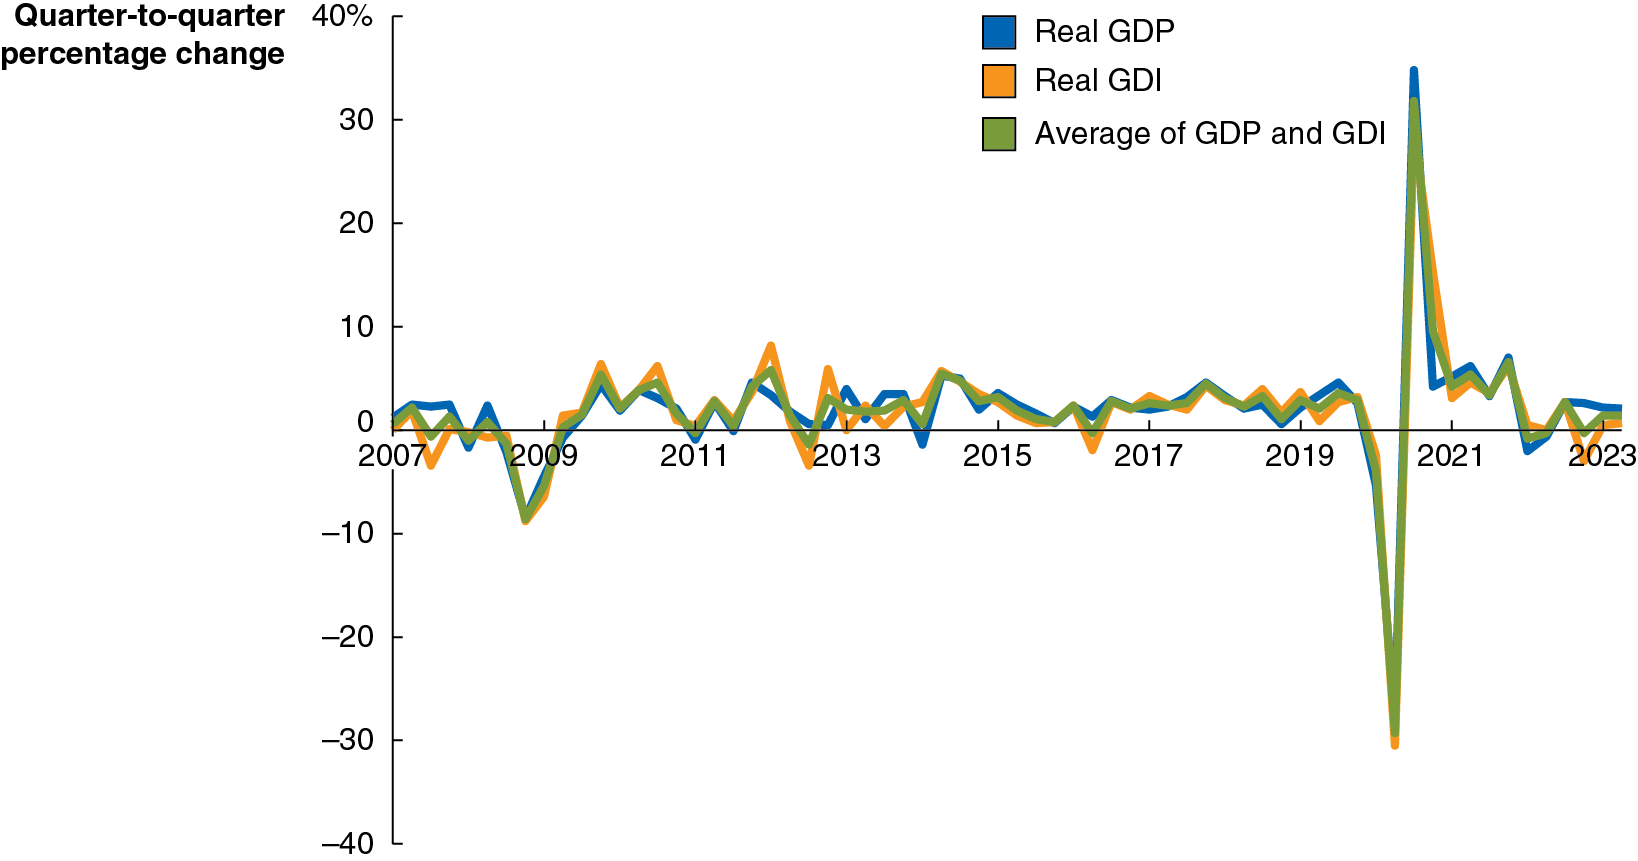 Quarter-to-quarter
percentage change
40%
30
20
10
0
–10
–20
–30
–40
Real GDP
Real GDI
Average of GDP and GDI
2007 2009 2011 2013 2015 2017 2019 2021 2023